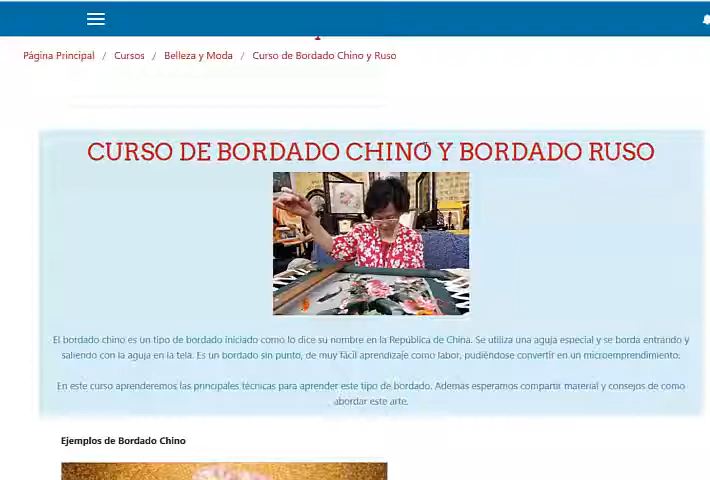 Página Principal / Cursos / Belleza y Moda / Curso de Bordado Chino y Ruso
CURSO DE BORDADO CHINO Y BORDADO RUSO
El bordado chino es un tipo de bordado iniciado como lo dice su nombre en la República de China. Se utiliza una aguja especial y se borda entrando y
saliendo con la aguja en la tela. Es un bordado sin punto, de muy fácil aprendizaje como labor, pudiéndose convertir en un microemprendimiento.
En este curso aprenderemos las principales técnicas para aprender este tipo de bordado. Además esperamos compartir material y consejos de como
abordar este arte.
Ejemplos de Bordado Chino